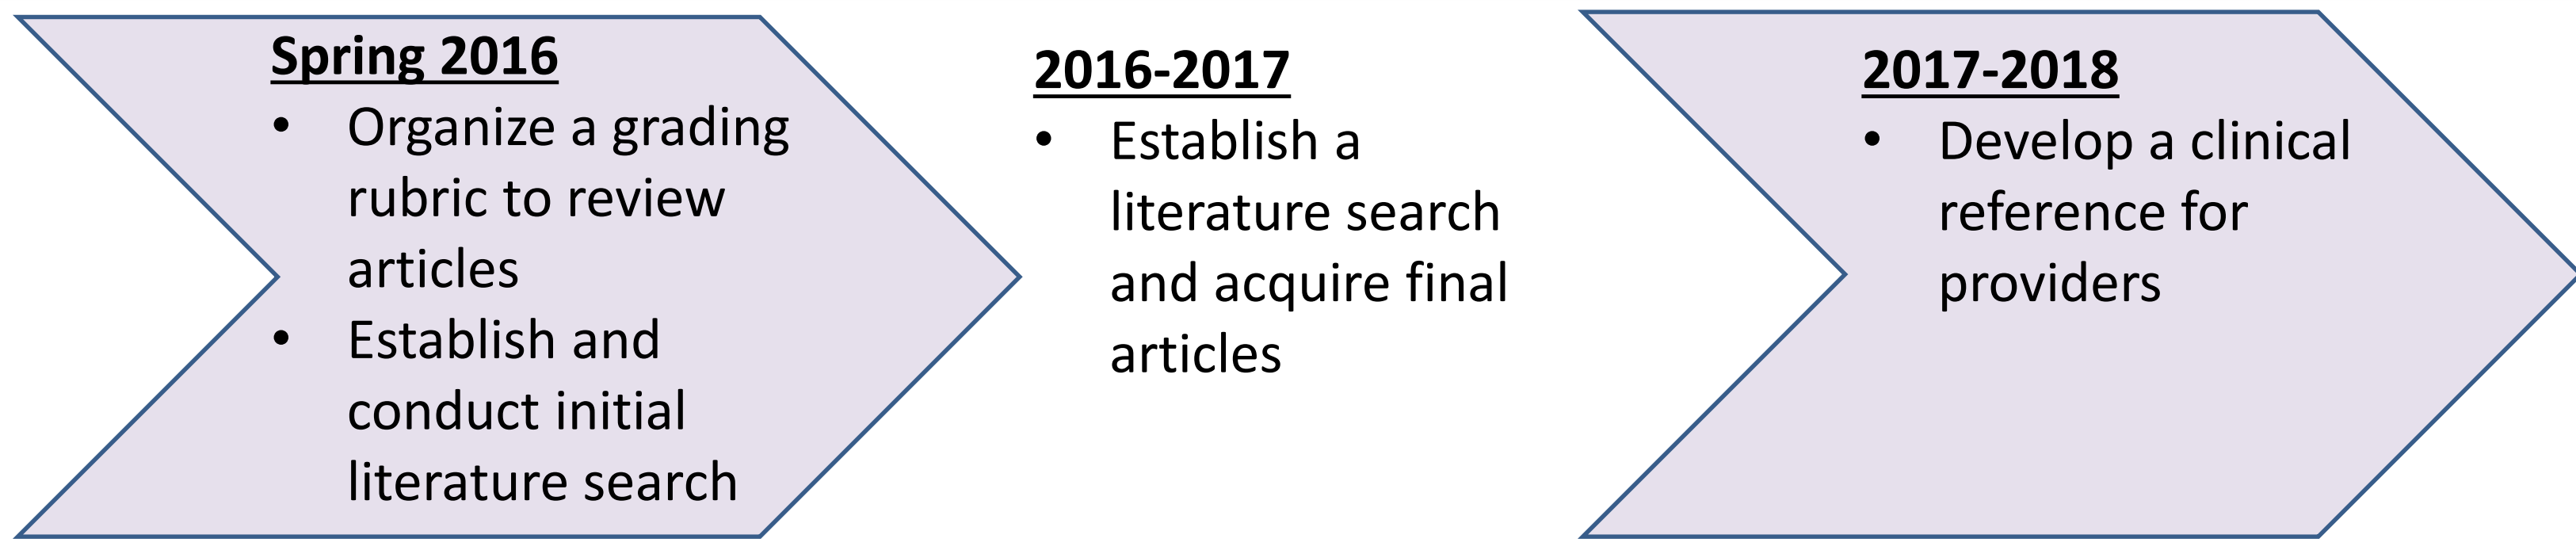 Spring 2016
• Organize a grading
rubric to review
articles
• Establish and
conduct initial
literature search
2016-2017
• Establish a
literature search
and acquire final
articles
2017-2018
• Develop a clinical
reference for
providers